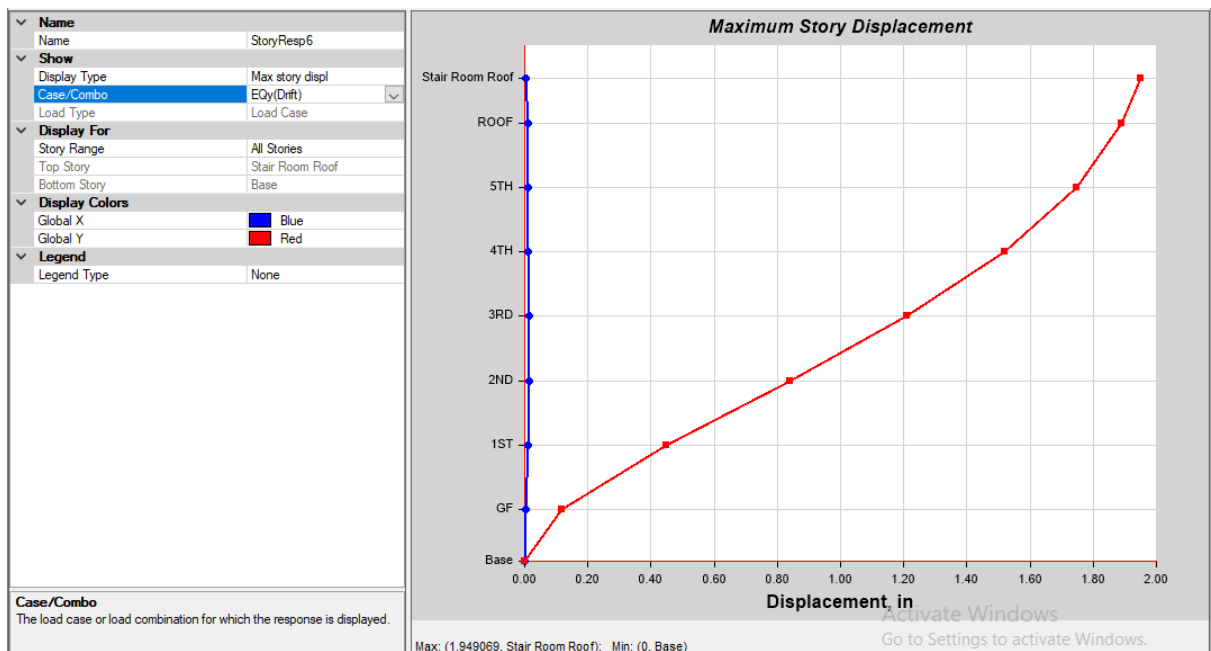 Name
Name StoryResp6
Show
Display Type Max story displ
Case/Combo EQy(Drift)
Load Type Load Case
Display For
Story Range All Stories
Top Story Stair Room Roof
Bottom Story Base
Display Colors
Global X Blue
Global Y Red
Legend
Legend Type None
Case/Combo
The load case or load combination for which the response is displayed.
Maximum Story Displacement
Stair Room Roof
ROOF
5TH
4TH
3RD
2ND
1ST
GF
Base
0.00 0.20 0.40 0.60 0.80 1.00 1.20 1.40 1.60 1.80 2.00
Displacement, in
Activate Windows
Go to Settings to activate Windows.
Max: (1.949069, Stair Room Roof); Min: (0, Base)